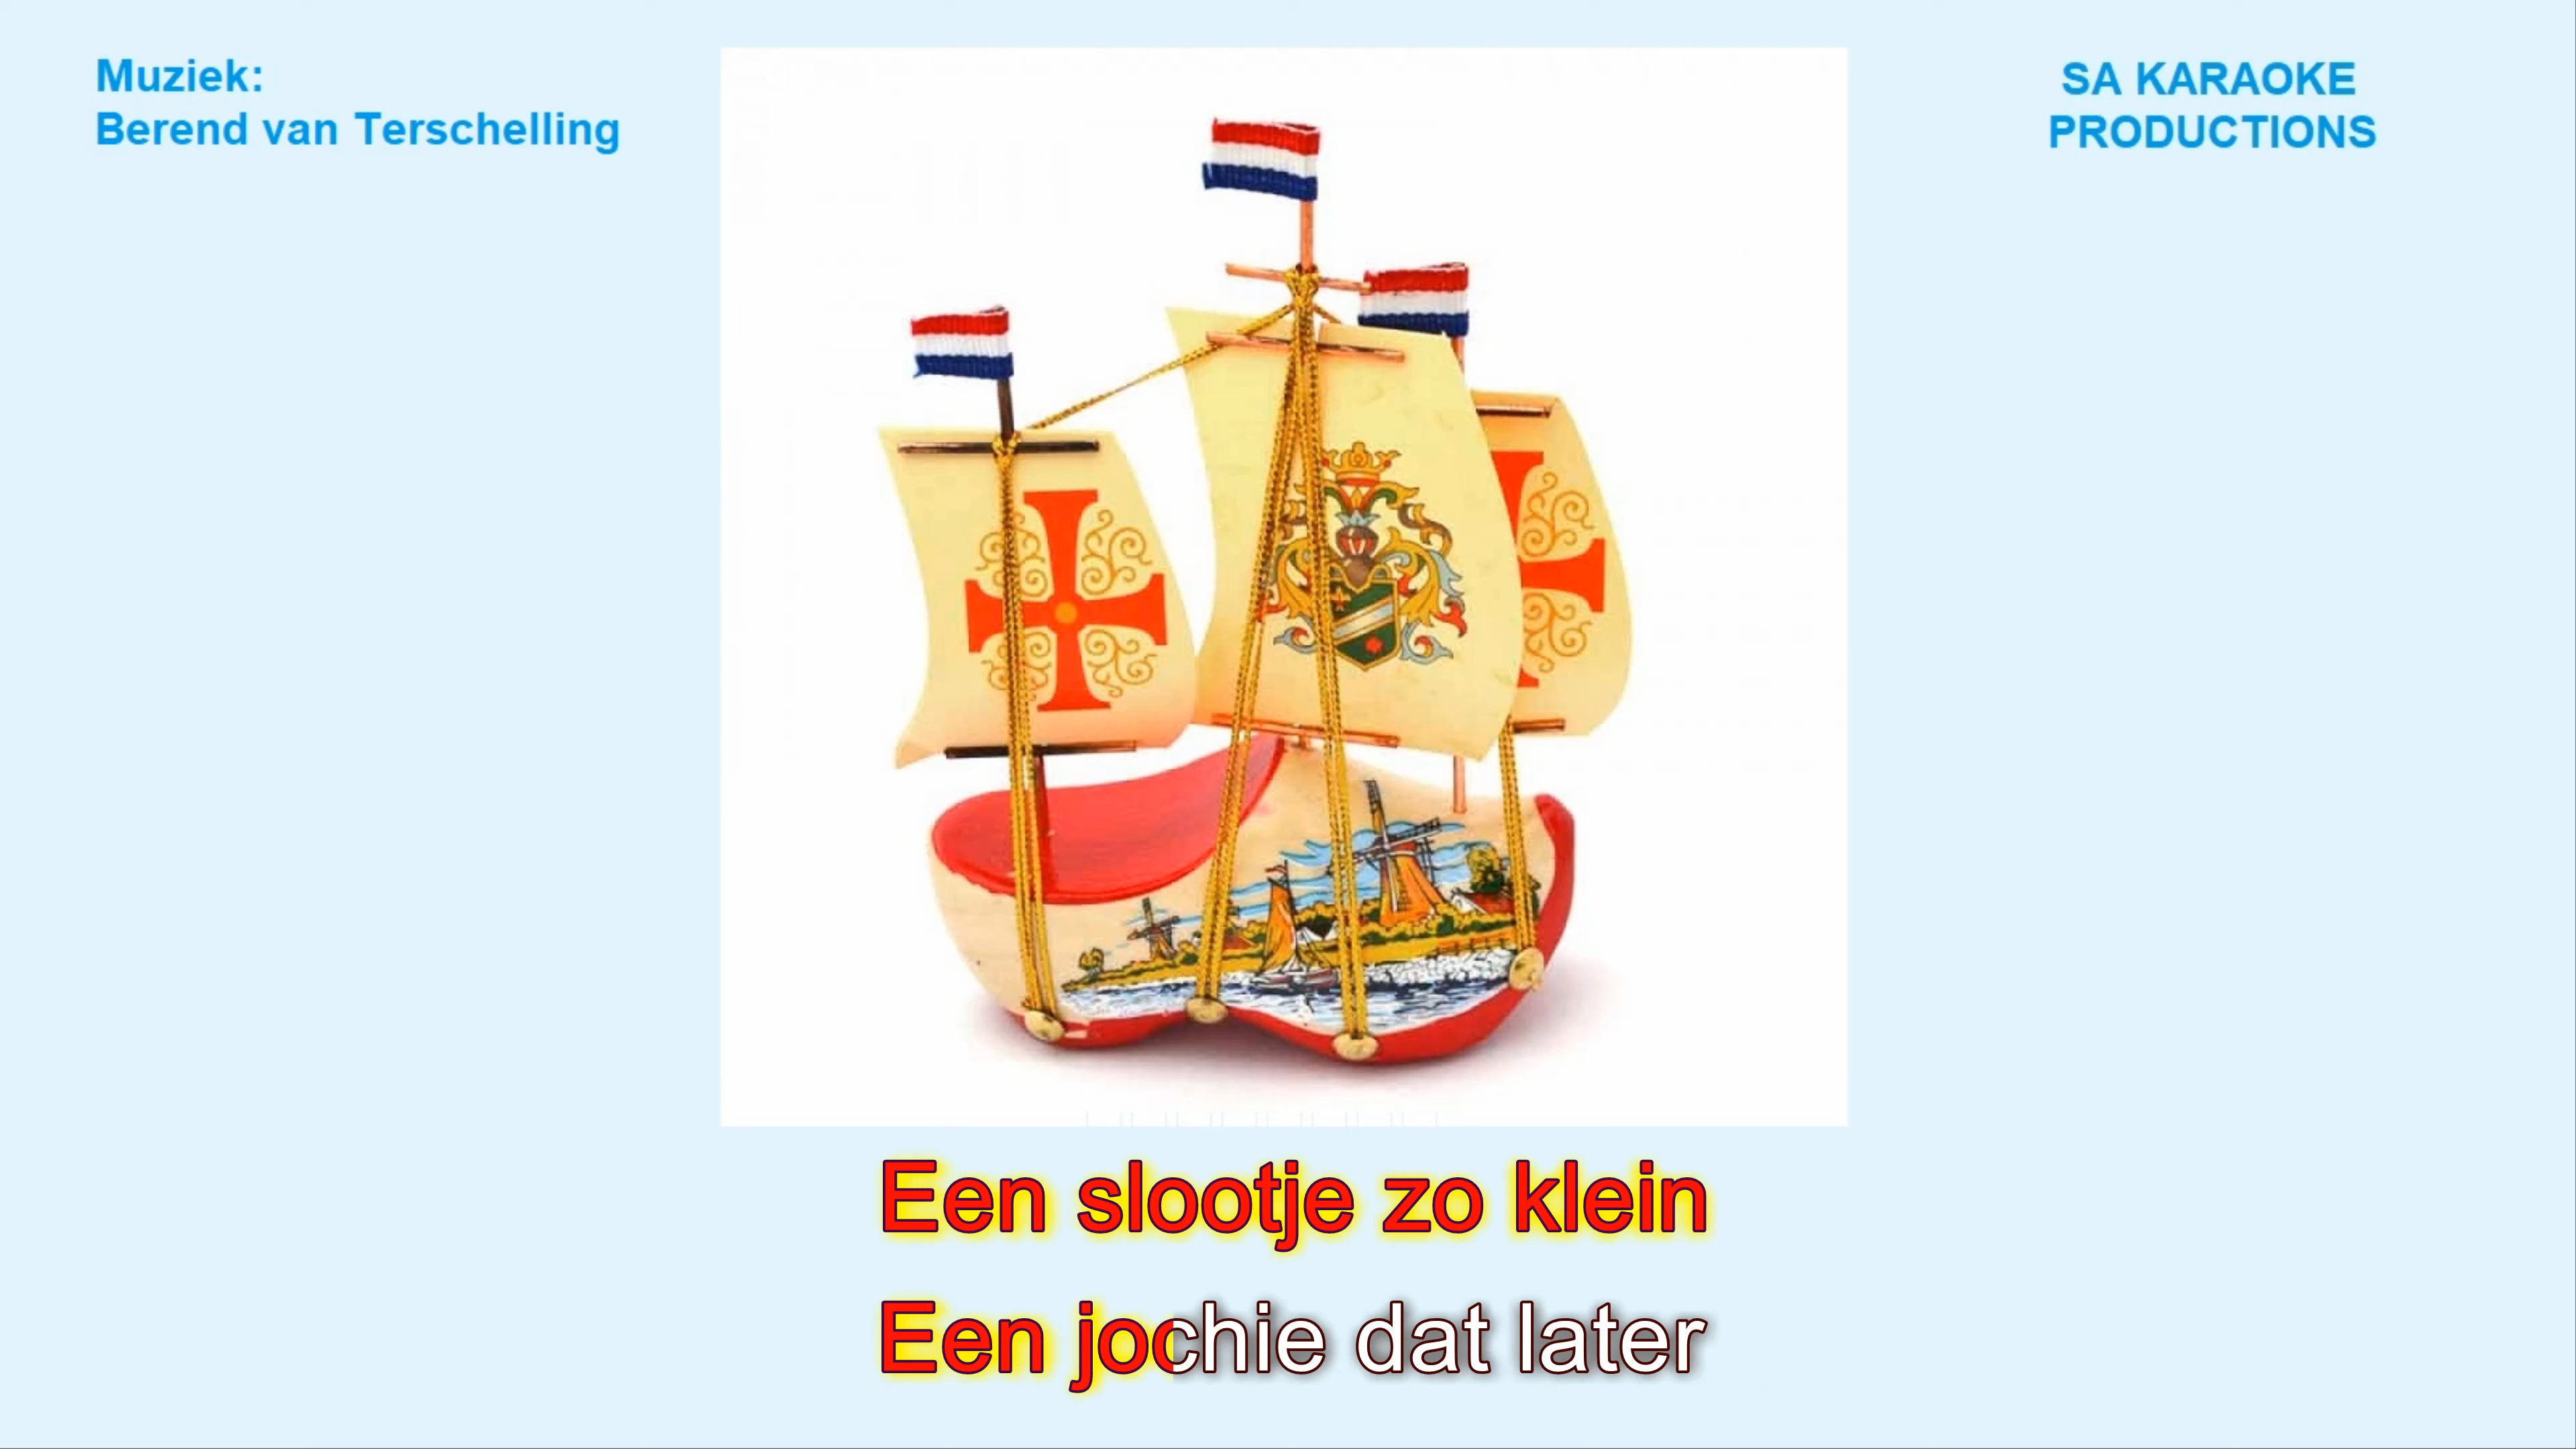 Muziek:
Berend van Terschelling
SA KARAOKE
PRODUCTIONS
Een slootje zo klein
Een jochie dat later